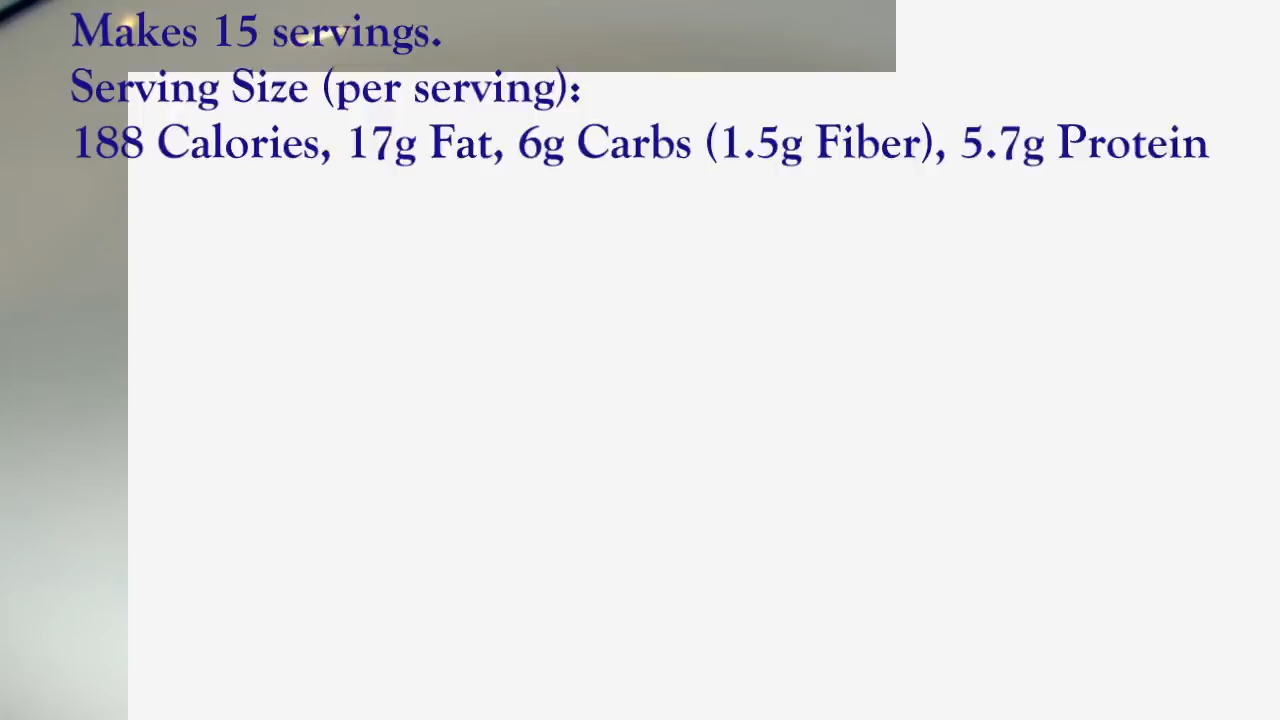 Makes 15 servings.
Serving Size (per serving):
188 Calories, 17g Fat, 6g Carbs (1.5g Fiber), 5.7g Protein